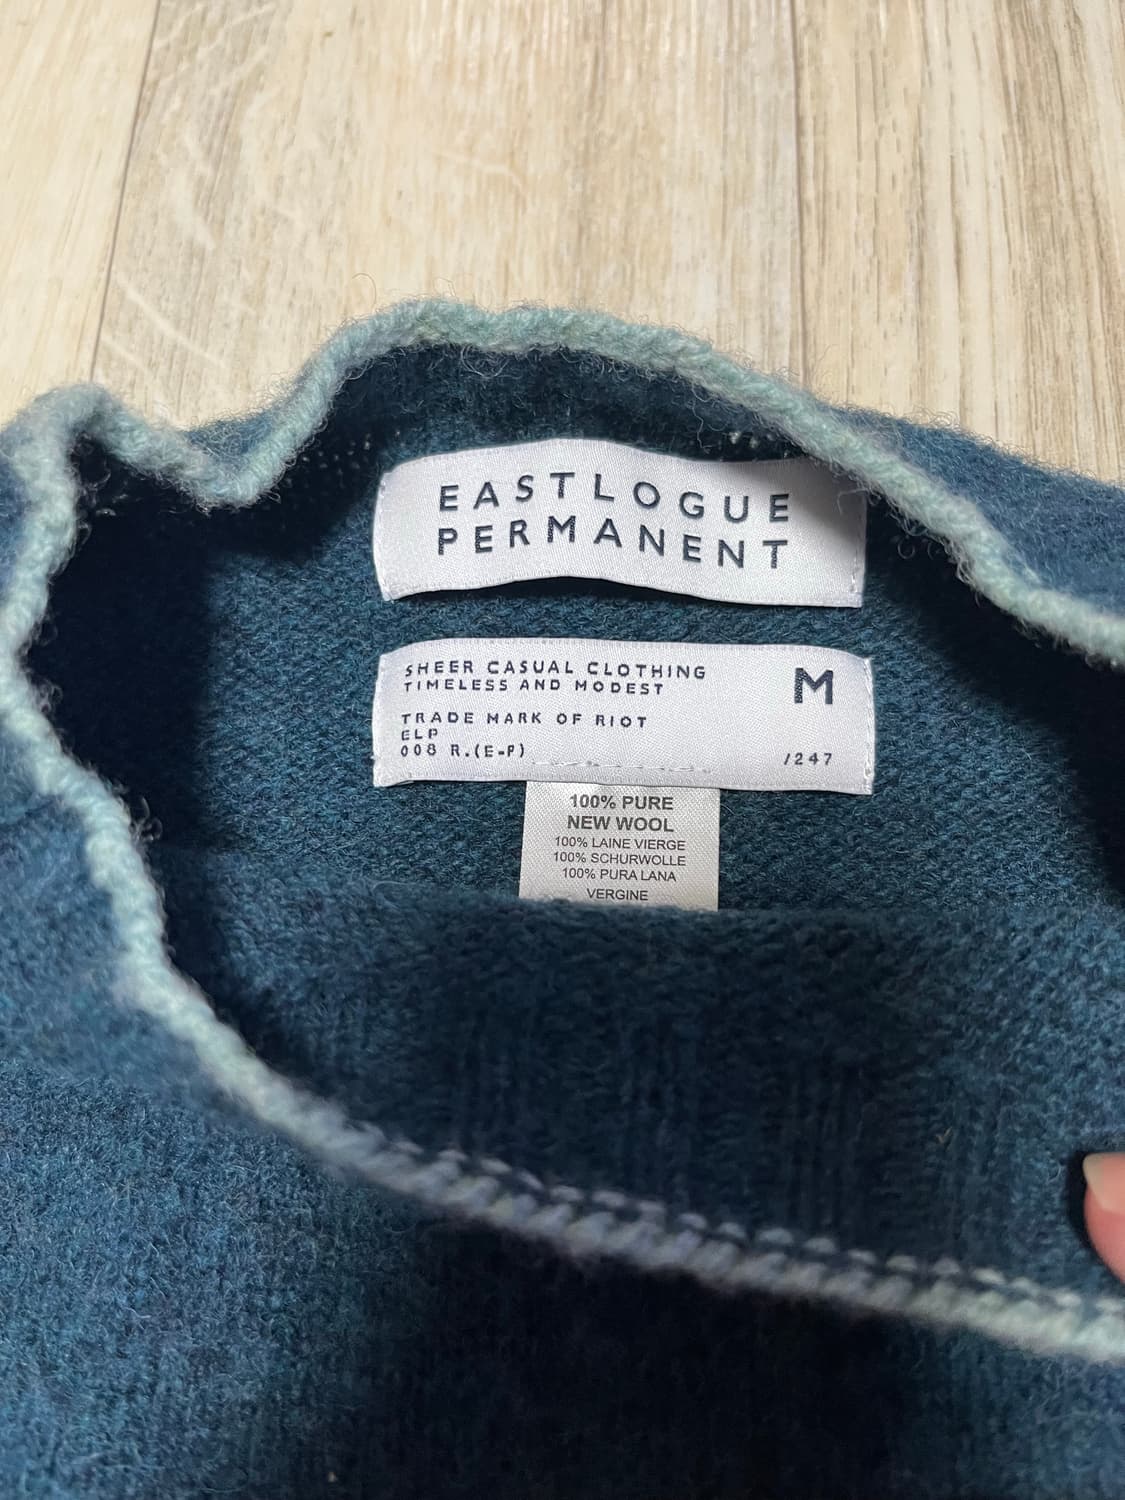 EASTLOGUE
PERMANENT
SHEER CASUAL CLOTHING
TIMELESS AND MODEST
M
TRADE MARK OF RIOT
ELP
008 R.(E-P)
/247
100% PURE
NEW WOOL
100% LAINE VIERGE
100% SCHURWOLLE
100% PURA LANA
VERGINE